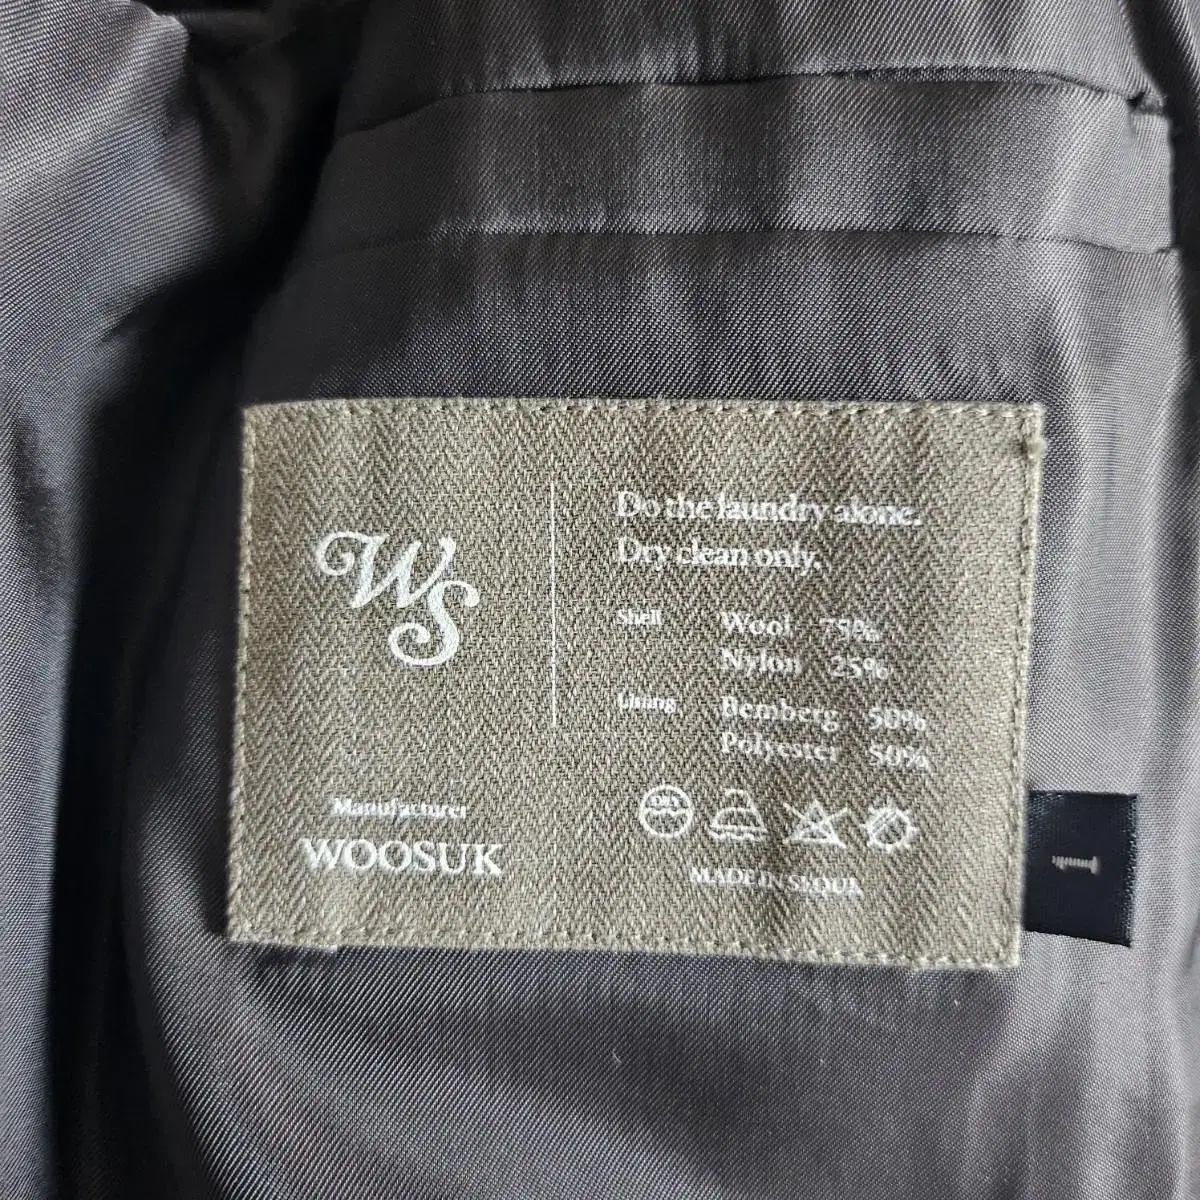 WS
Manufacturer
WOOSUK
Do the laundry alone.
Dry clean only.
Shell Wool 75%
Nylon 25%
Lining Bemberg 50%
Polyester 50%
DRY
MADE IN SEOUL
1